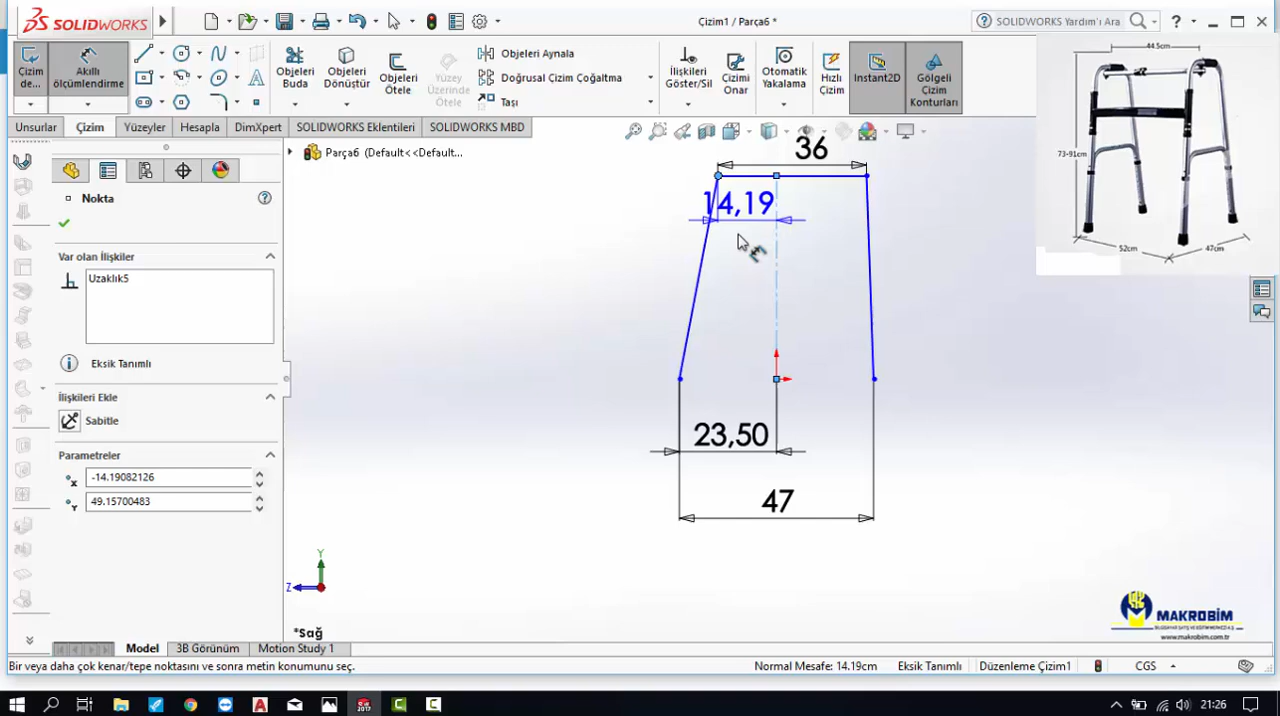 SOLIDWORKS
Çizim1 / Parça6 *
SOLIDWORKS Yardım'ı Ara
Çizim de...
Akıllı ölçümlendirme
Objeleri Buda
Objeleri Dönüştür
Objeleri Ötele
Yüzey Üzerinde Ötele
Objeleri Aynala
Doğrusal Çizim Çoğaltma
Taşı
İlişkileri Göster/Sil
Çizimi Onar
Otomatik Yakalama
Hızlı Çizim
Instant2D
Gölgeli Çizim Konturları
Unsurlar
Çizim
Yüzeyler
Hesapla
DimXpert
SOLIDWORKS Eklentileri
SOLIDWORKS MBD
Parça6 (Default<<Default...
Nokta
Var olan İlişkiler
Uzaklık5
Eksik Tanımlı
İlişkileri Ekle
Sabitle
Parametreler
-14.19082126
49.15700483
36
14,19
23,50
47
44.5cm
73-91cm
52cm
47cm
Y
Z
*Sağ
MAKROBİM
www.makrobim.com.tr
Model
3B Görünüm
Motion Study 1
Bir veya daha çok kenar/tepe noktasını ve sonra metin konumunu seç.
Normal Mesafe: 14.19cm
Eksik Tanımlı
Düzenleme Çizim1
CGS
21:26